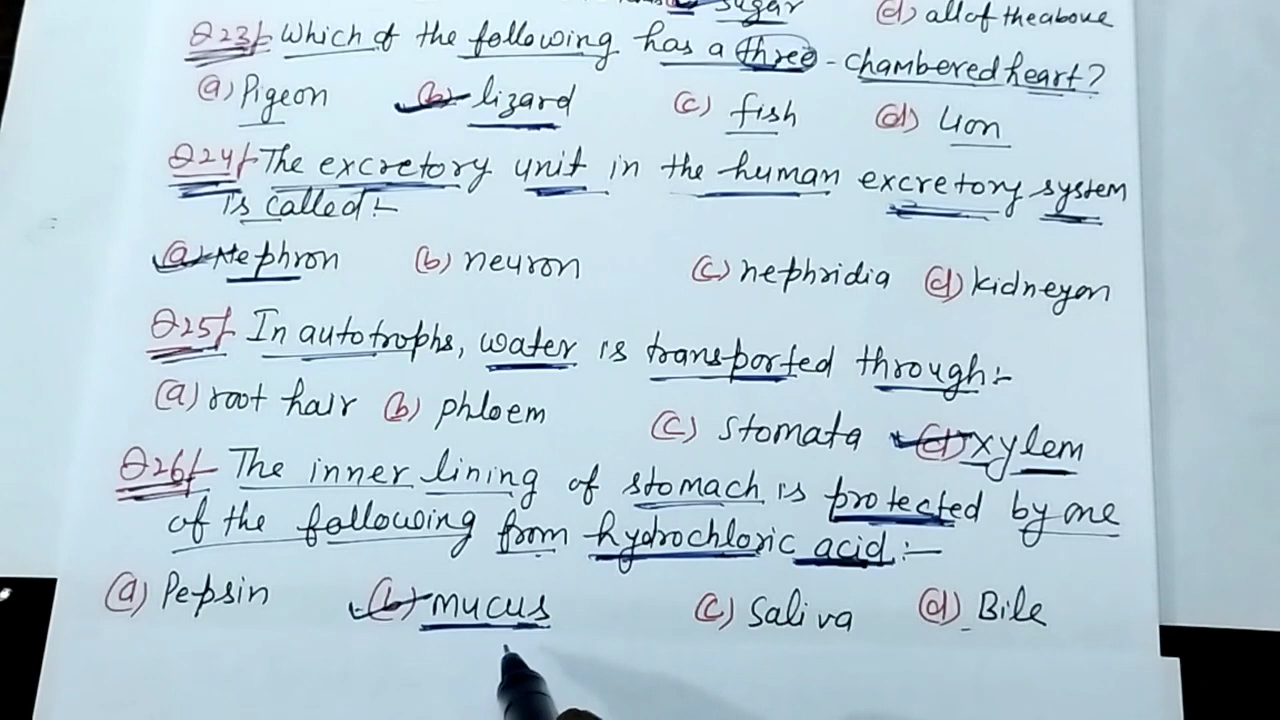 sugar (d) all of the above
Q23/- Which of the following has a three - chambered heart?
(a) Pigeon (b) lizard (c) fish (d) Lion
Q24/- The excretory unit in the human excretory system
is called:-
(a) Nephron (b) neuron (c) nephridia (d) kidneyon
Q25/- In autotrophs, water is transported through:-
(a) root hair (b) phloem (c) Stomata (d) xylem
Q26/- The inner lining of stomach is protected by one
of the following from hydrochloric acid:-
(a) Pepsin (b) mucus (c) Saliva (d) Bile